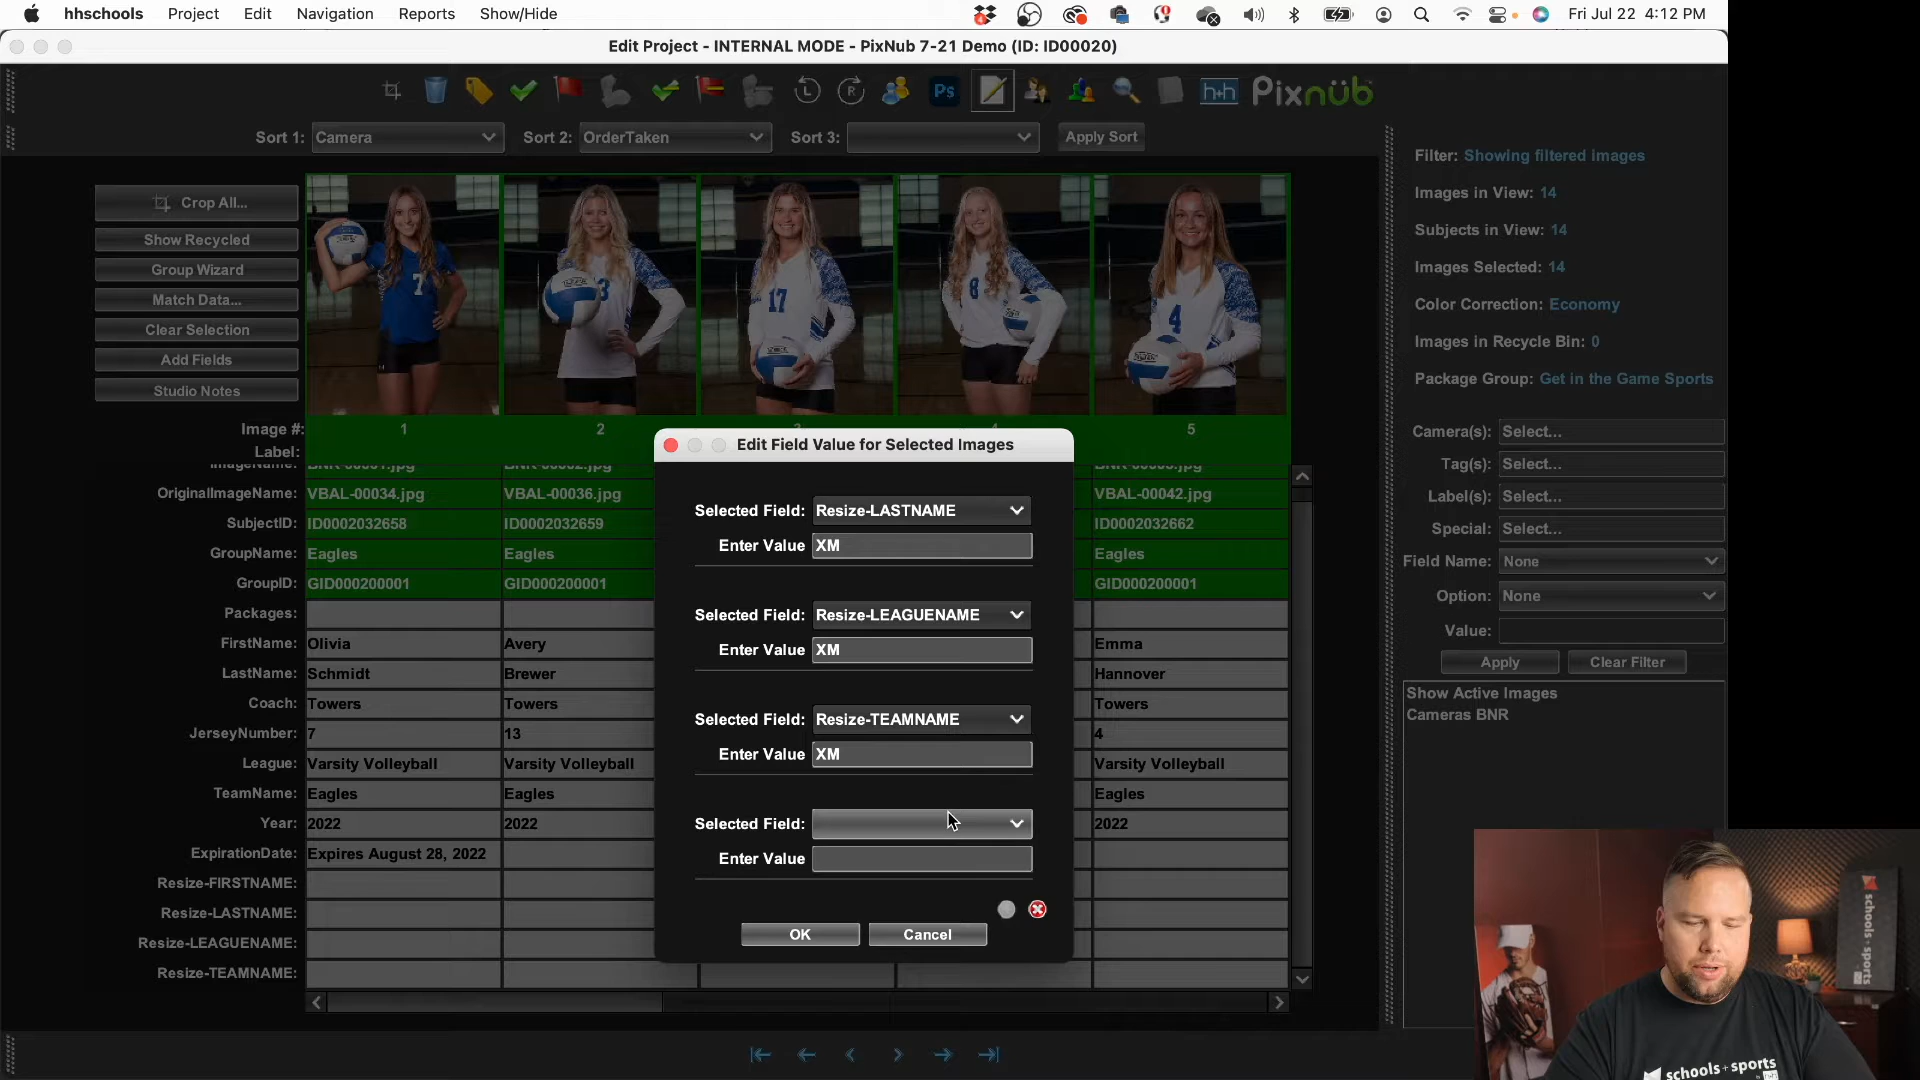 hhschools Project Edit Navigation Reports Show/Hide Fri Jul 22 4:12 PM
Edit Project - INTERNAL MODE - PixNub 7-21 Demo (ID: ID00020)
L R Ps h+h Pixnüb
Sort 1: Camera Sort 2: OrderTaken Sort 3: Apply Sort
Filter: Showing filtered images
Images in View: 14
Subjects in View: 14
Images Selected: 14
Color Correction: Economy
Images in Recycle Bin: 0
Package Group: Get in the Game Sports
Crop All...
Show Recycled
Group Wizard
Match Data...
Clear Selection
Add Fields
Studio Notes
7 3 17 8 4
Image #: 1 2 5
Label:
Camera(s): Select...
Tag(s): Select...
Label(s): Select...
Special: Select...
Field Name: None
Option: None
Value:
Apply Clear Filter
Show Active Images
Cameras BNR
OriginalImageName: VBAL-00034.jpg VBAL-00036.jpg VBAL-00042.jpg
SubjectID: ID0002032658 ID0002032659 ID0002032662
GroupName: Eagles Eagles Eagles
GroupID: GID000200001 GID000200001 GID000200001
Packages:
FirstName: Olivia Avery Emma
LastName: Schmidt Brewer Hannover
Coach: Towers Towers Towers
JerseyNumber: 7 13 4
League: Varsity Volleyball Varsity Volleyball Varsity Volleyball
TeamName: Eagles Eagles Eagles
Year: 2022 2022 2022
ExpirationDate: Expires August 28, 2022
Resize-FIRSTNAME:
Resize-LASTNAME:
Resize-LEAGUENAME:
Resize-TEAMNAME:
Edit Field Value for Selected Images
Selected Field: Resize-LASTNAME
Enter Value XM
Selected Field: Resize-LEAGUENAME
Enter Value XM
Selected Field: Resize-TEAMNAME
Enter Value XM
Selected Field:
Enter Value
OK Cancel
schools+sports
schools+sports